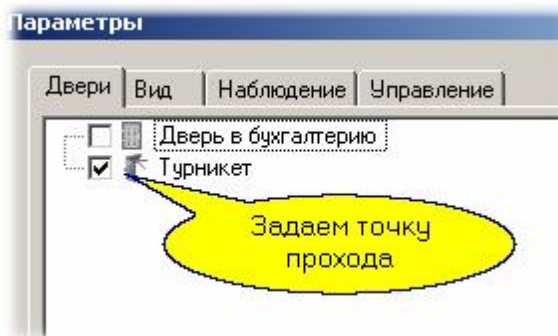 Параметры
Двери Вид Наблюдение Управление
Дверь в бухгалтерию
Турникет
Задаем точку
прохода